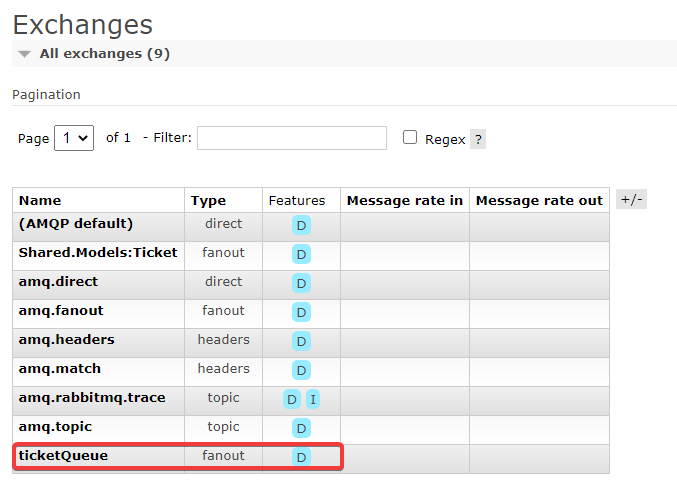 Exchanges
All exchanges (9)
Pagination
Page 1 of 1 - Filter: Regex ?
Name Type Features Message rate in Message rate out +/-
(AMQP default) direct D
Shared.Models:Ticket fanout D
amq.direct direct D
amq.fanout fanout D
amq.headers headers D
amq.match headers D
amq.rabbitmq.trace topic D I
amq.topic topic D
ticketQueue fanout D